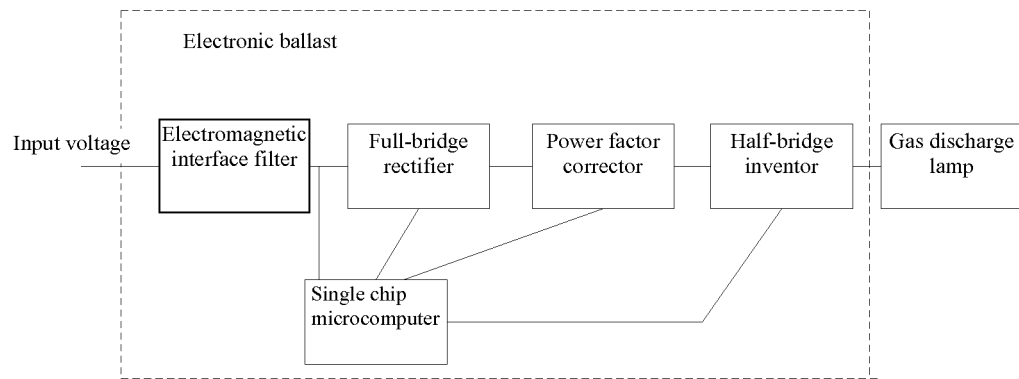 Electronic ballast
Input voltage
Electromagnetic
interface filter
Full-bridge
rectifier
Power factor
corrector
Half-bridge
inventor
Gas discharge
lamp
Single chip
microcomputer